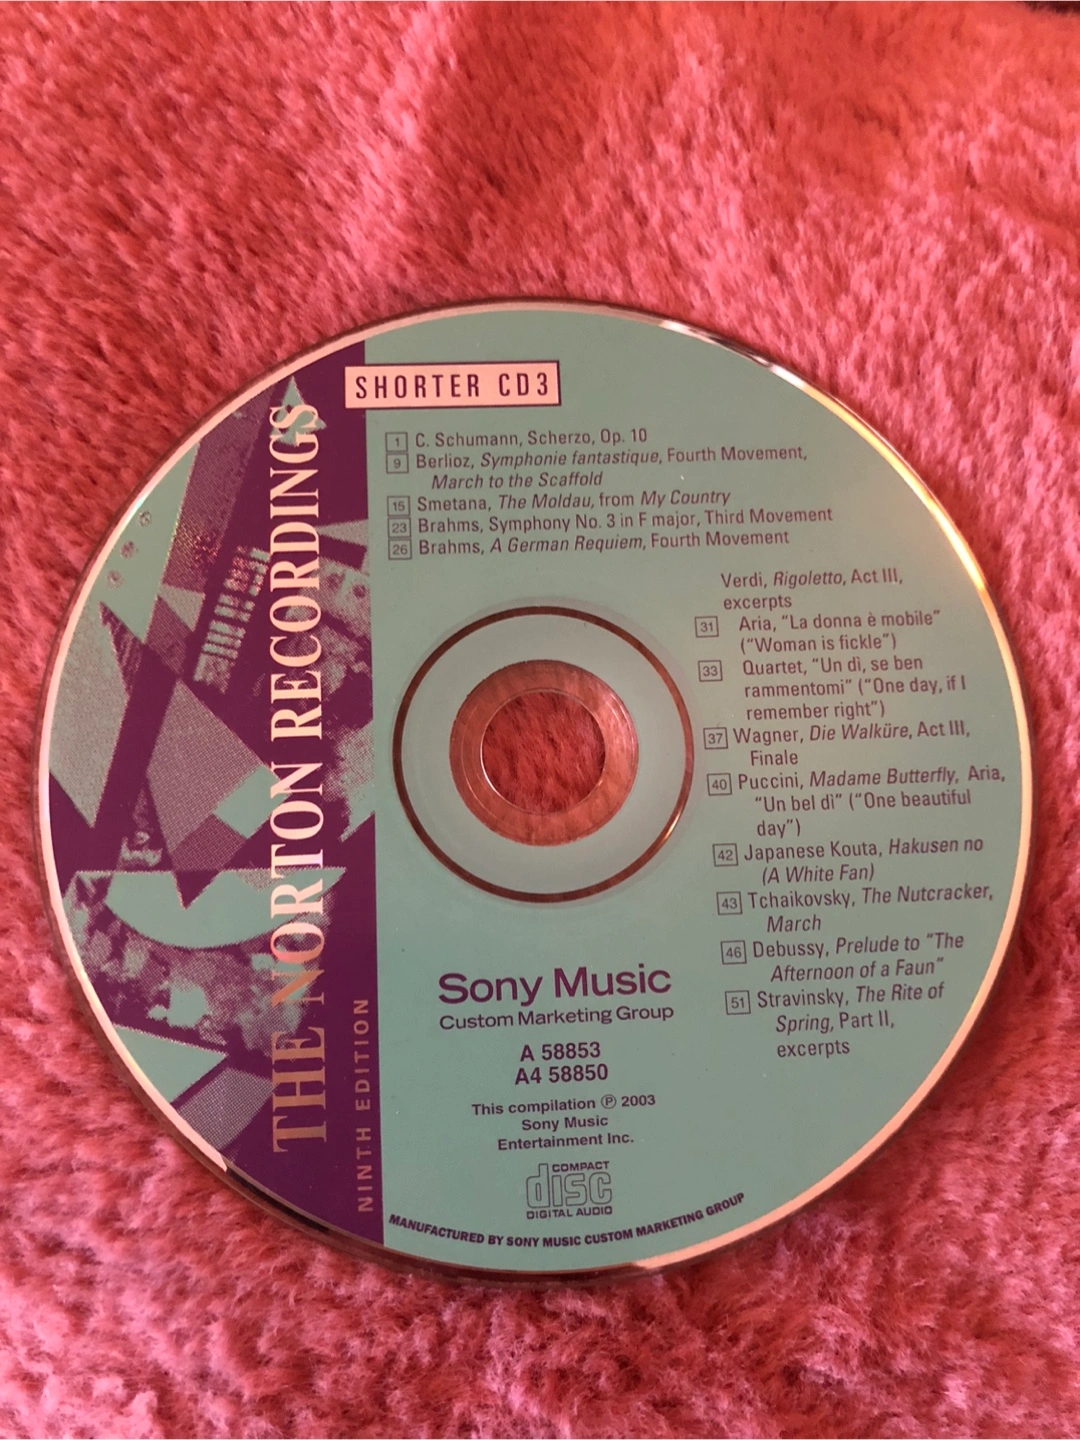 SHORTER CD3
1 C. Schumann, Scherzo, Op. 10
9 Berlioz, Symphonie fantastique, Fourth Movement,
March to the Scaffold
15 Smetana, The Moldau, from My Country
23 Brahms, Symphony No. 3 in F major, Third Movement
26 Brahms, A German Requiem, Fourth Movement
Verdi, Rigoletto, Act III,
excerpts
31 Aria, "La donna è mobile"
("Woman is fickle")
33 Quartet, "Un dì, se ben
rammentomi" ("One day, if I
remember right")
37 Wagner, Die Walküre, Act III,
Finale
40 Puccini, Madame Butterfly, Aria,
"Un bel dì" ("One beautiful
day")
42 Japanese Kouta, Hakusen no
(A White Fan)
43 Tchaikovsky, The Nutcracker,
March
46 Debussy, Prelude to "The
Afternoon of a Faun"
51 Stravinsky, The Rite of
Spring, Part II,
excerpts
THE NORTON RECORDINGS
NINTH EDITION
Sony Music
Custom Marketing Group
A 58853
A4 58850
This compilation ℗ 2003
Sony Music
Entertainment Inc.
COMPACT
disc
DIGITAL AUDIO
MANUFACTURED BY SONY MUSIC CUSTOM MARKETING GROUP